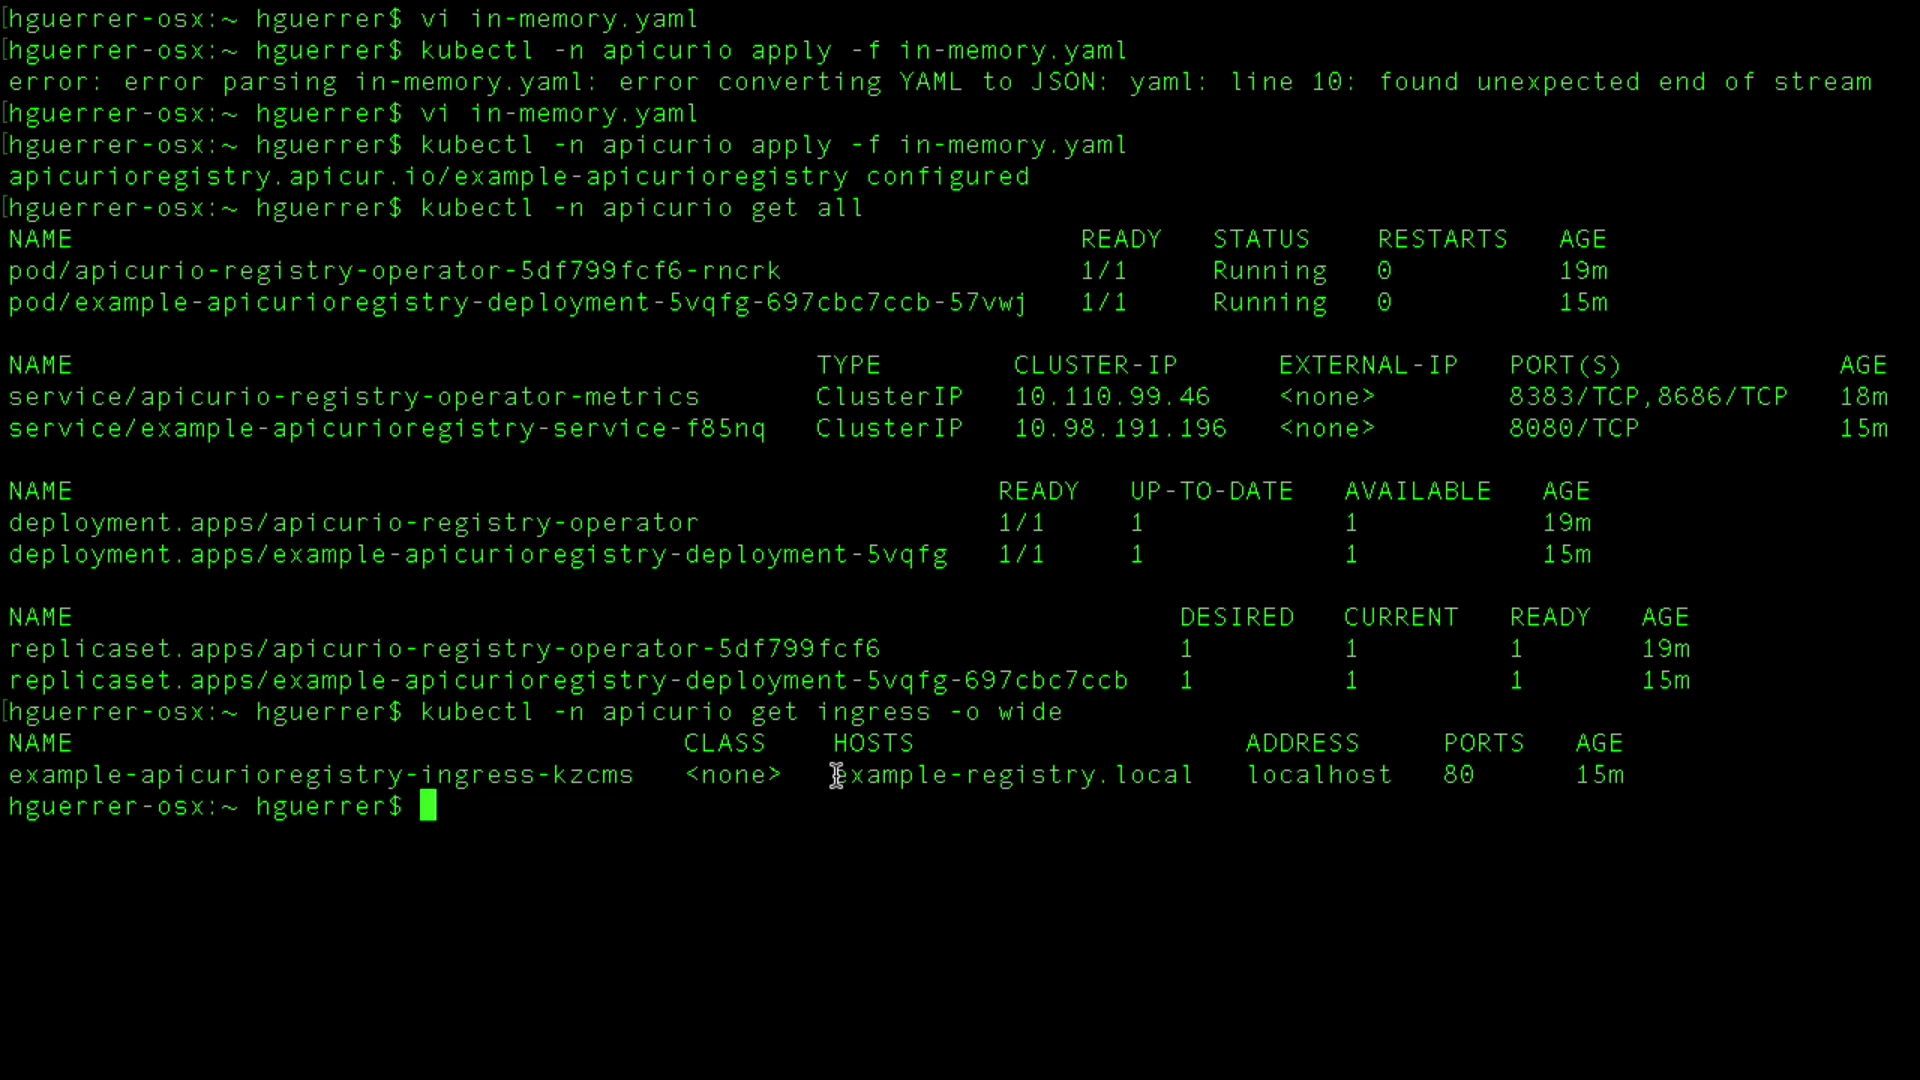 [hguerrer-osx:~ hguerrer$ vi in-memory.yaml
[hguerrer-osx:~ hguerrer$ kubectl -n apicurio apply -f in-memory.yaml
error: error parsing in-memory.yaml: error converting YAML to JSON: yaml: line 10: found unexpected end of stream
[hguerrer-osx:~ hguerrer$ vi in-memory.yaml
[hguerrer-osx:~ hguerrer$ kubectl -n apicurio apply -f in-memory.yaml
apicurioregistry.apicur.io/example-apicurioregistry configured
[hguerrer-osx:~ hguerrer$ kubectl -n apicurio get all
NAME READY STATUS RESTARTS AGE
pod/apicurio-registry-operator-5df799fcf6-rncrk 1/1 Running 0 19m
pod/example-apicurioregistry-deployment-5vqfg-697cbc7ccb-57vwj 1/1 Running 0 15m
NAME TYPE CLUSTER-IP EXTERNAL-IP PORT(S) AGE
service/apicurio-registry-operator-metrics ClusterIP 10.110.99.46 <none> 8383/TCP,8686/TCP 18m
service/example-apicurioregistry-service-f85nq ClusterIP 10.98.191.196 <none> 8080/TCP 15m
NAME READY UP-TO-DATE AVAILABLE AGE
deployment.apps/apicurio-registry-operator 1/1 1 1 19m
deployment.apps/example-apicurioregistry-deployment-5vqfg 1/1 1 1 15m
NAME DESIRED CURRENT READY AGE
replicaset.apps/apicurio-registry-operator-5df799fcf6 1 1 1 19m
replicaset.apps/example-apicurioregistry-deployment-5vqfg-697cbc7ccb 1 1 1 15m
[hguerrer-osx:~ hguerrer$ kubectl -n apicurio get ingress -o wide
NAME CLASS HOSTS ADDRESS PORTS AGE
example-apicurioregistry-ingress-kzcms <none> example-registry.local localhost 80 15m
hguerrer-osx:~ hguerrer$